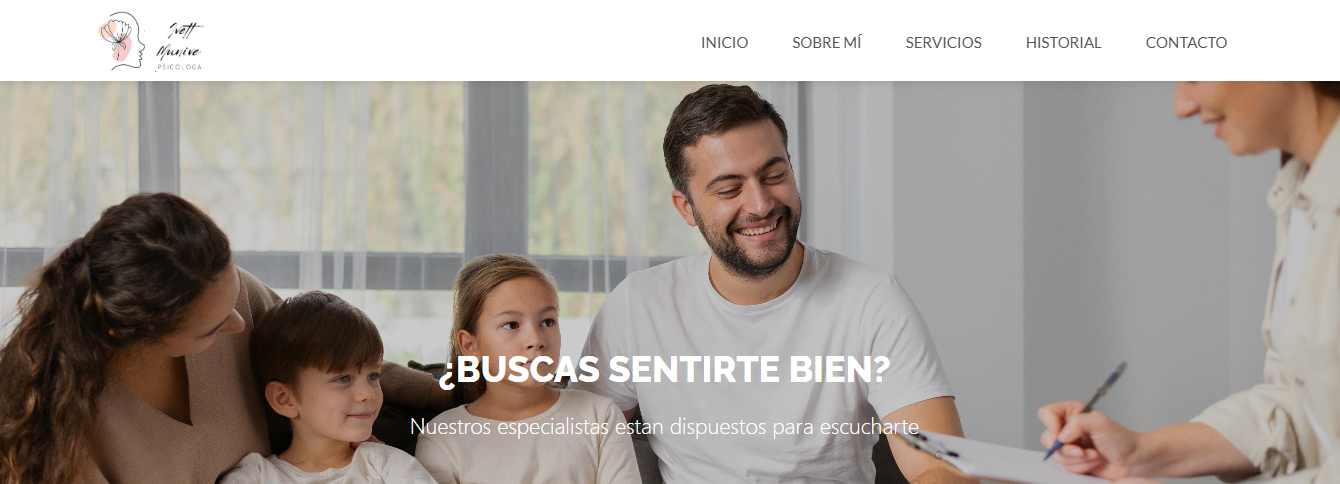 Ivett
Munive
PSICOLOGA
INICIO SOBRE MÍ SERVICIOS HISTORIAL CONTACTO
¿BUSCAS SENTIRTE BIEN?
Nuestros especialistas estan dispuestos para escucharte